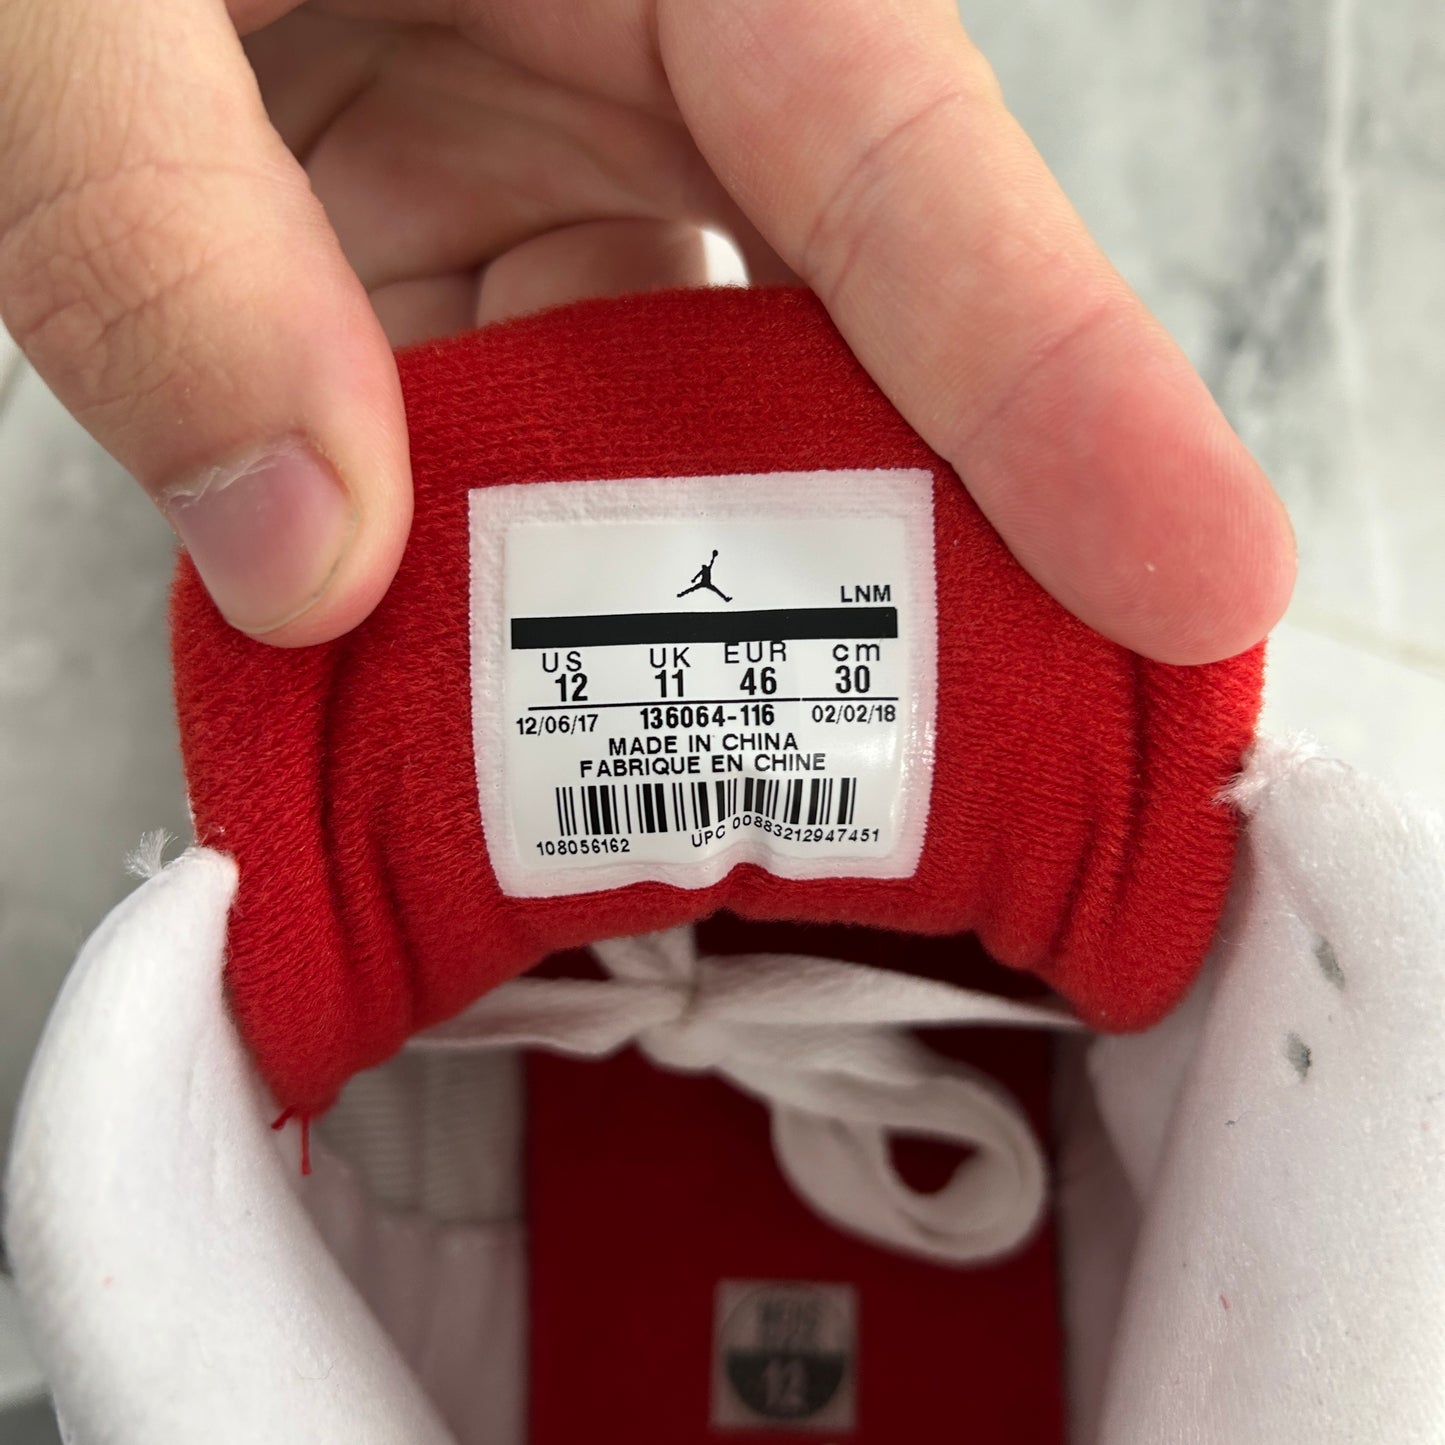 LNM
US UK EUR cm
12 11 46 30
12/06/17 136064-116 02/02/18
MADE IN CHINA
FABRIQUE EN CHINE
108056162 UPC 00883212947451
12